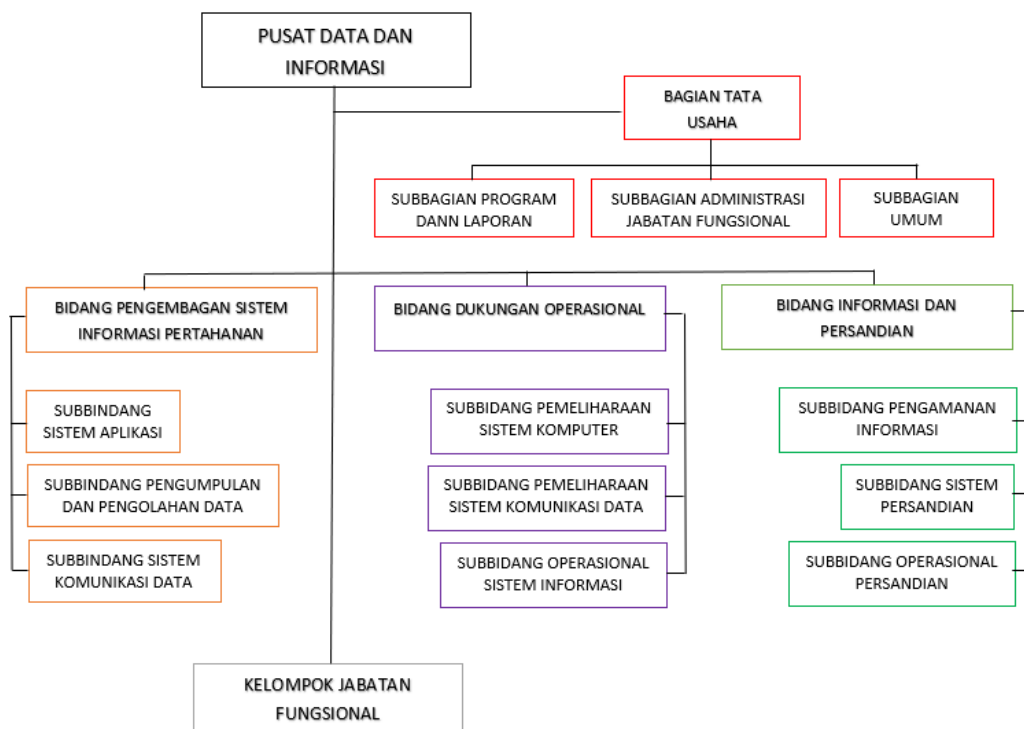 PUSAT DATA DAN
INFORMASI
BAGIAN TATA
USAHA
SUBBAGIAN PROGRAM
DANN LAPORAN
SUBBAGIAN ADMINISTRASI
JABATAN FUNGSIONAL
SUBBAGIAN
UMUM
BIDANG PENGEMBAGAN SISTEM
INFORMASI PERTAHANAN
BIDANG DUKUNGAN OPERASIONAL
BIDANG INFORMASI DAN
PERSANDIAN
SUBBINDANG
SISTEM APLIKASI
SUBBINDANG PENGUMPULAN
DAN PENGOLAHAN DATA
SUBBINDANG SISTEM
KOMUNIKASI DATA
SUBBIDANG PEMELIHARAAN
SISTEM KOMPUTER
SUBBIDANG PEMELIHARAAN
SISTEM KOMUNIKASI DATA
SUBBIDANG OPERASIONAL
SISTEM INFORMASI
SUBBIDANG PENGAMANAN
INFORMASI
SUBBIDANG SISTEM
PERSANDIAN
SUBBIDANG OPERASIONAL
PERSANDIAN
KELOMPOK JABATAN
FUNGSIONAL